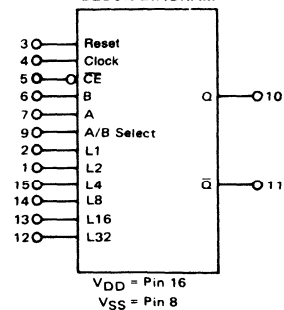 3 Reset
4 Clock
5 C̅E̅
6 B Q 10
7 A
9 A/B Select
2 L1
1 L2
15 L4 Q̅ 11
14 L8
13 L16
12 L32
VDD = Pin 16
VSS = Pin 8